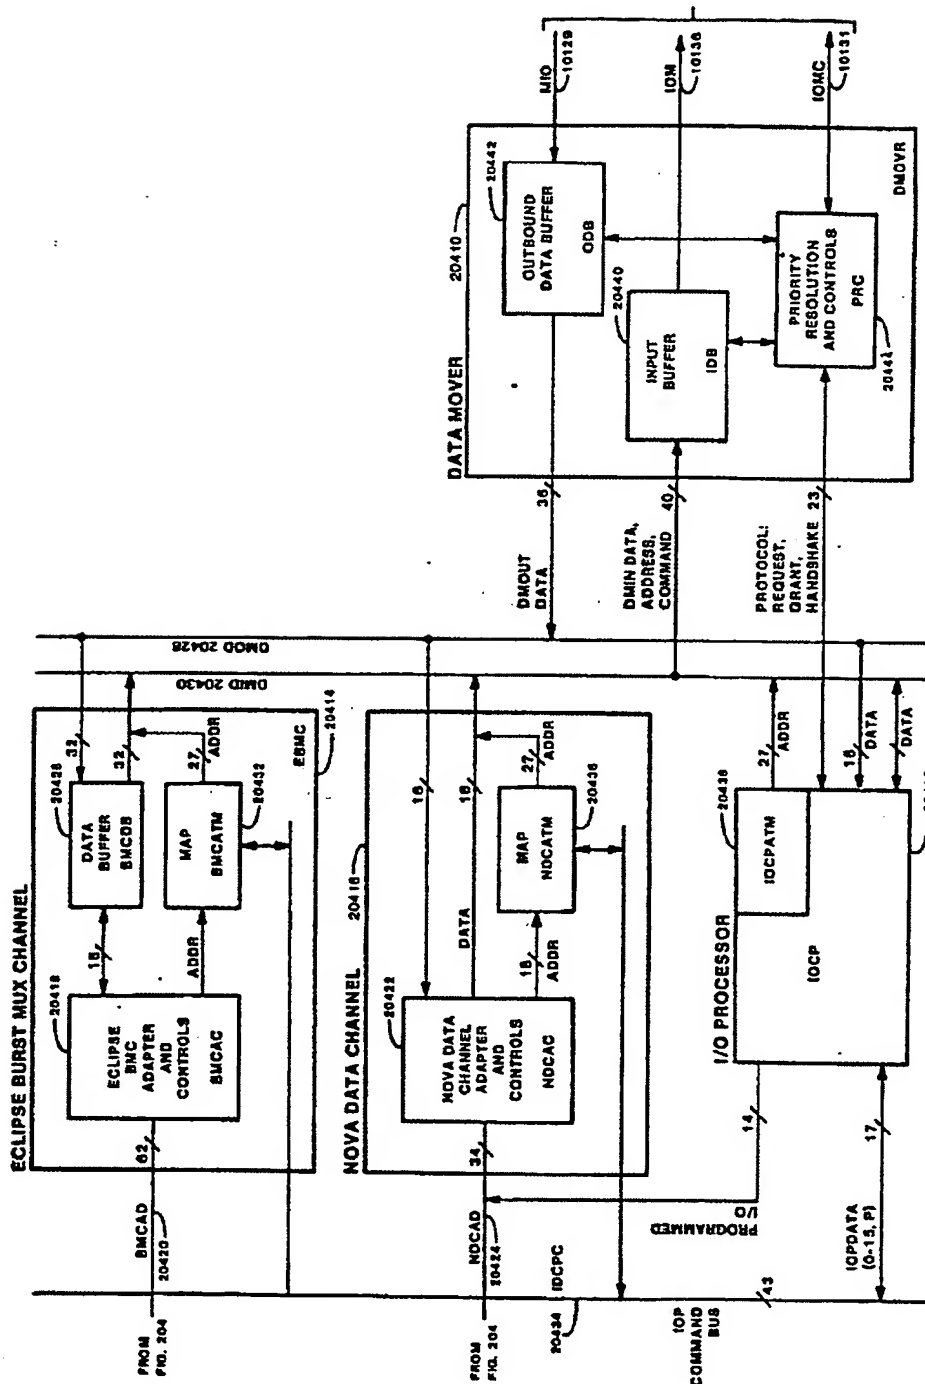 ECLIPSE BURST MUX CHANNEL
20418
ECLIPSE
BMC
ADAPTER
AND
CONTROLS
BMCAC
16
ADDR
20426
DATA
BUFFER
BMCDB
MAP
BMCATM
20432
32
32
27
ADDR
EBMC
20414
62
BMCAD
20420
FROM
FIG. 204
DMID 20430
DMOD 20428
NOVA DATA CHANNEL
20416
20422
NOVA DATA
CHANNEL
ADAPTER
AND
CONTROLS
NDCAC
16
16
DATA
16
ADDR
MAP
NDCATM
20436
27
ADDR
34
NDCAD
20424
FROM
FIG. 204
IDCPC
20434
IOP
COMMAND
BUS
43
PROGRAMMED
I/O
14
I/O PROCESSOR
IOCPATM
20438
IOCP
27
ADDR
16
DATA
DATA
17
IOPDATA
(0-15, P)
DMOUT
DATA
36
DMIN DATA,
ADDRESS,
COMMAND
40
PROTOCOL:
REQUEST,
GRANT,
HANDSHAKE
23
DATA MOVER
20410
OUTBOUND
DATA BUFFER
ODB
20442
INPUT
BUFFER
IDB
20440
PRIORITY
RESOLUTION
AND CONTROLS
PRC
20444
DMOVR
MIO
10129
IOM
10136
IOMC
10131